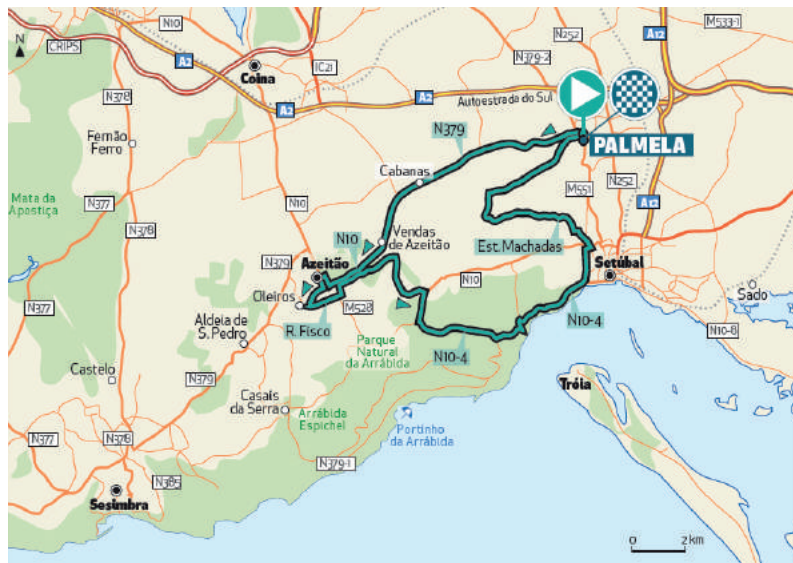 N
CRIPS
N10
A2
Coina
IC21
N379-2
N252
M533-1
A12
N378
A2
A2
Autoestrada do Sul
Fernão
Ferro
N379
PALMELA
Cabanas
M551
N252
Mata da
Apostiça
N377
N10
A12
N378
Vendas
de Azeitão
N10
Est. Machadas
N379
Azeitão
Setúbal
N10
Sado
Oleiros
M528
N377
R. Fisco
N10-4
Aldeia de
S. Pedro
Parque
Natural
da Arrábida
N10-4
N10-8
Castelo
N379
Tróia
Casais
da Serra
Arrábida
Espichel
Portinho
da Arrábida
N377
N378
N379-1
N385
Sesimbra
0 2km